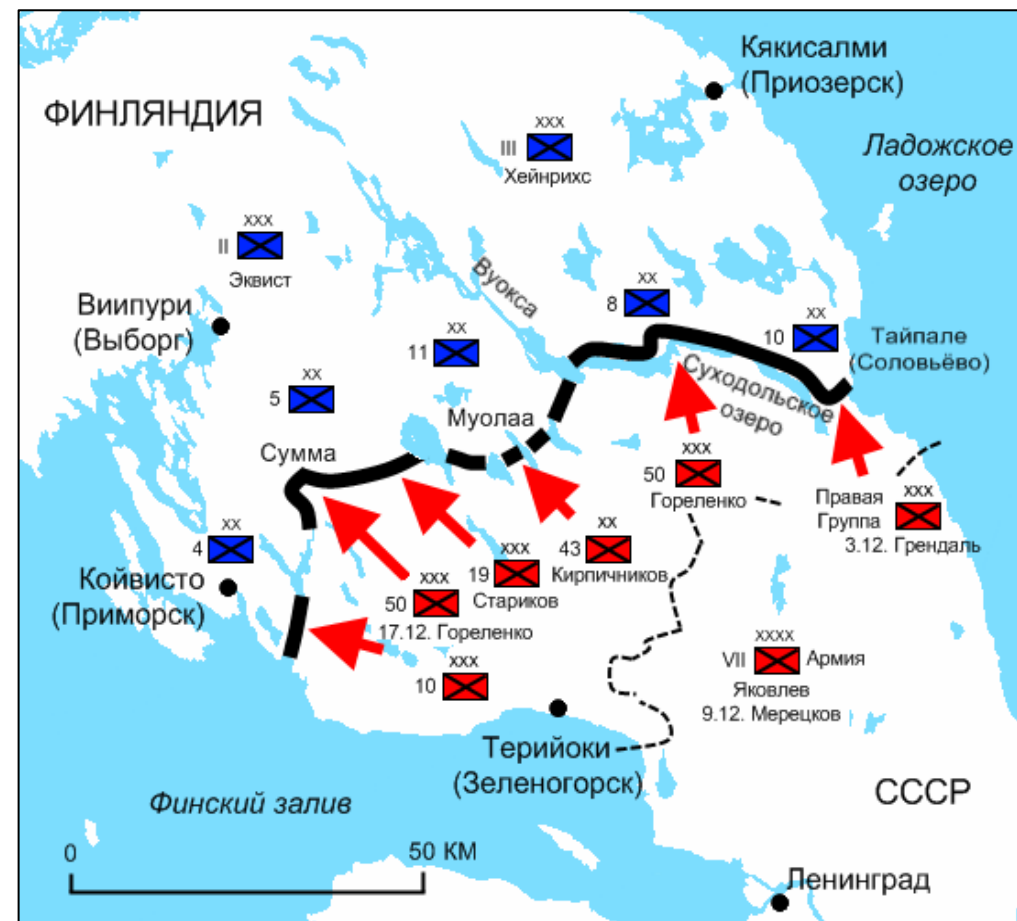 Кякисалми
(Приозерск)
ФИНЛЯНДИЯ
Ладожское
озеро
xxx
III
Хейнрихс
xxx
II
Эквист
Виипури
(Выборг)
Вуокса
xx
8
xx
10
Тайпале
(Соловьёво)
xx
11
xx
5
Суходольское
озеро
Муолаа
Сумма
xxx
50
Гореленко
Правая
Группа
xxx
3.12. Грендаль
xx
4
Койвисто
(Приморск)
xx
43
Кирпичников
xxx
19
Стариков
xxx
50
17.12. Гореленко
xxxx
VII
Армия
Яковлев
9.12. Мерецков
xxx
10
Терийоки
(Зеленогорск)
СССР
Финский залив
0
50 КМ
Ленинград